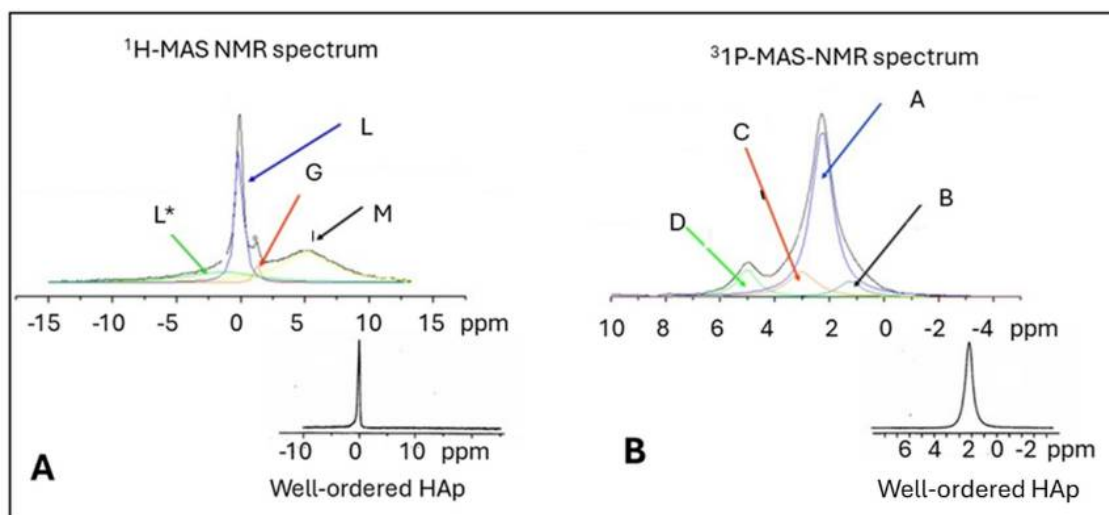 ¹H-MAS NMR spectrum
L
G
L*
M
-15 -10 -5 0 5 10 15 ppm
-10 0 10 ppm
Well-ordered HAp
A
³1P-MAS-NMR spectrum
A
C
B
D
10 8 6 4 2 0 -2 -4 ppm
6 4 2 0 -2 ppm
Well-ordered HAp
B